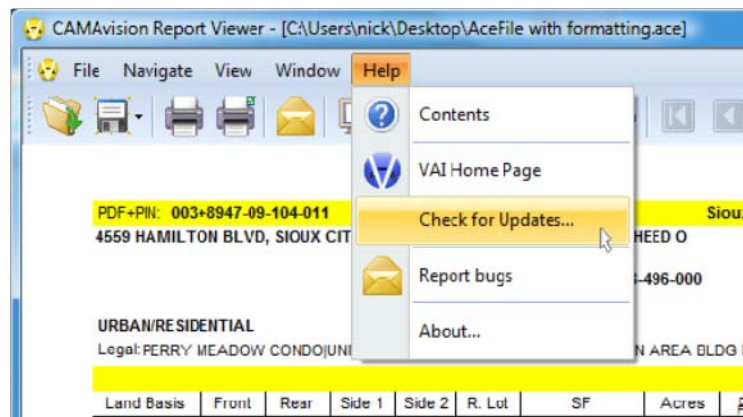 CAMAvision Report Viewer - [C:\Users\nick\Desktop\AceFile with formatting.ace]
File Navigate View Window Help
Contents
VAI Home Page
PDF+PIN: 003+8947-09-104-011
Check for Updates...
4559 HAMILTON BLVD, SIOUX CIT HEED O
Report bugs
-496-000
URBAN/RESIDENTIAL
About...
Legal: PERRY MEADOW CONDO|UNI N AREA BLDG
Land Basis Front Rear Side 1 Side 2 R. Lot SF Acres